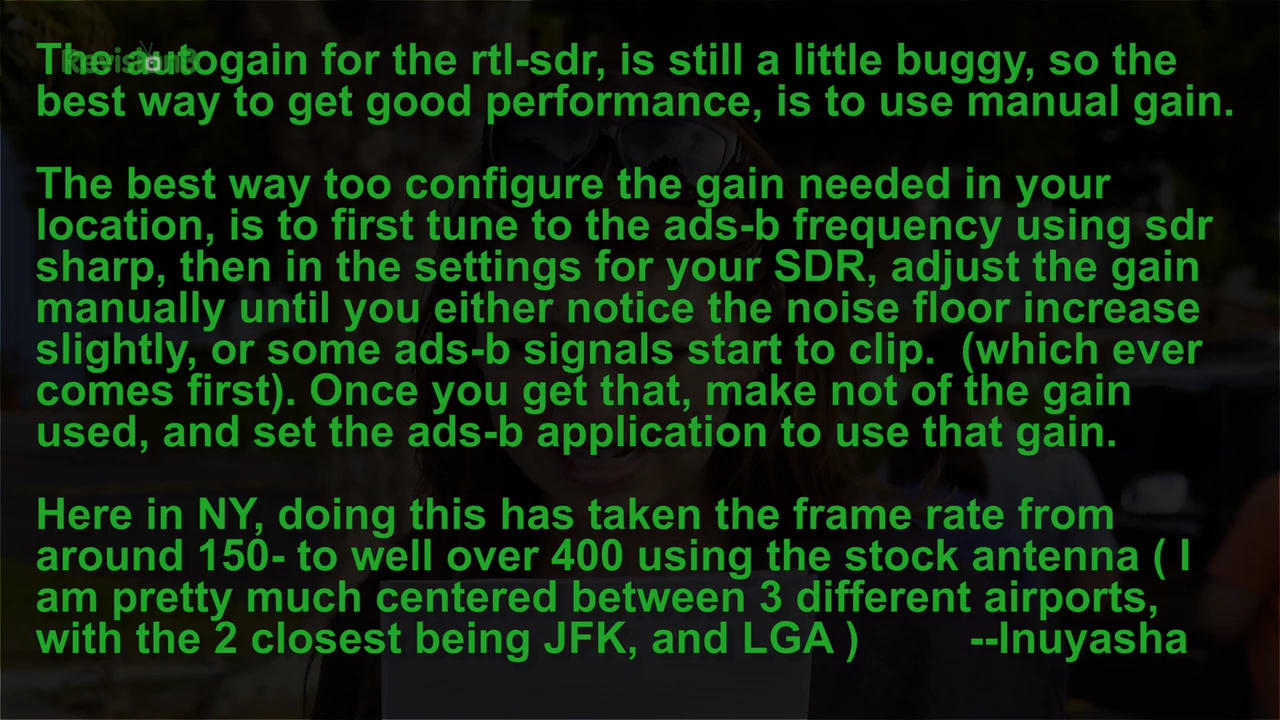 The autogain for the rtl-sdr, is still a little buggy, so the
best way to get good performance, is to use manual gain.
The best way too configure the gain needed in your
location, is to first tune to the ads-b frequency using sdr
sharp, then in the settings for your SDR, adjust the gain
manually until you either notice the noise floor increase
slightly, or some ads-b signals start to clip.  (which ever
comes first). Once you get that, make not of the gain
used, and set the ads-b application to use that gain.
Here in NY, doing this has taken the frame rate from
around 150- to well over 400 using the stock antenna ( I
am pretty much centered between 3 different airports,
with the 2 closest being JFK, and LGA ) --Inuyasha